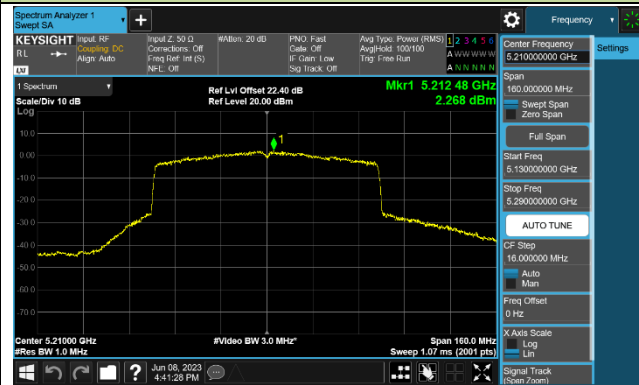 Spectrum Analyzer 1
Swept SA
Frequency
KEYSIGHT
RL
LXI
Input: RF
Coupling: DC
Align: Auto
Input Z: 50 Ω
Corrections: Off
Freq Ref: Int (S)
NFE: Off
#Atten: 20 dB
PNO: Fast
Gate: Off
IF Gain: Low
Sig Track: Off
Avg Type: Power (RMS)
Avg|Hold: 100/100
Trig: Free Run
1 2 3 4 5 6
A W W W W W
A N N N N N
1 Spectrum
Scale/Div 10 dB
Log
Ref Lvl Offset 22.40 dB
Ref Level 20.00 dBm
Mkr1 5.212 48 GHz
2.268 dBm
1
10.0
0.00
-10.0
-20.0
-30.0
-40.0
-50.0
-60.0
-70.0
Center 5.21000 GHz
#Res BW 1.0 MHz
#Video BW 3.0 MHz*
Span 160.0 MHz
Sweep 1.07 ms (2001 pts)
Jun 08, 2023
4:41:28 PM
Center Frequency
5.210000000 GHz
Span
160.000000 MHz
Swept Span
Zero Span
Full Span
Start Freq
5.130000000 GHz
Stop Freq
5.290000000 GHz
AUTO TUNE
CF Step
16.000000 MHz
Auto
Man
Freq Offset
0 Hz
X Axis Scale
Log
Lin
Signal Track
(Span Zoom)
Settings